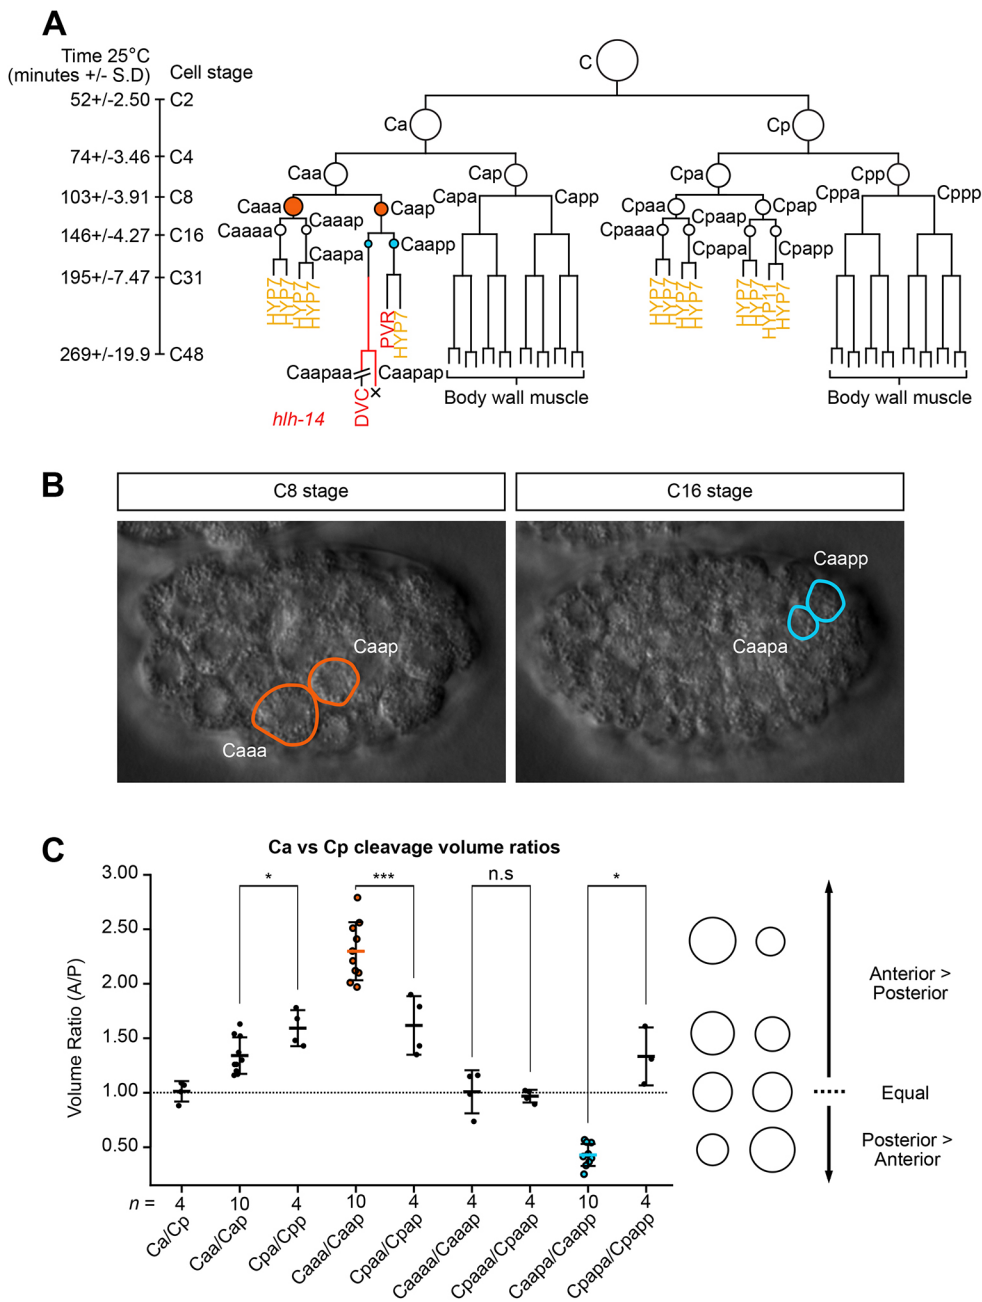 A
Time 25°C
(minutes +/- S.D)
Cell stage
52+/-2.50
C2
74+/-3.46
C4
103+/-3.91
C8
146+/-4.27
C16
195+/-7.47
C31
269+/-19.9
C48
C
Ca
Cp
Caa
Cap
Cpa
Cpp
Caaa
Caap
Capa
Capp
Cpaa
Cpap
Cppa
Cppp
Caaaa
Caaap
Caapa
Caapp
Cpaaa
Cpaap
Cpapa
Cpapp
HYP7
HYP7
HYP7
HYP7
PVR
HYP7
HYP7
HYP7
HYP7
HYP7
HYP7
HYP11
HYP7
Caapaa
Caapap
DVC
×
hlh-14
Body wall muscle
Body wall muscle
B
C8 stage
C16 stage
Caap
Caaa
Caapp
Caapa
C
Ca vs Cp cleavage volume ratios
Volume Ratio (A/P)
3.00
2.50
2.00
1.50
1.00
0.50
*
***
n.s
*
n = 4 10 4 10 4 4 4 10 4
Ca/Cp
Caa/Cap
Cpa/Cpp
Caaa/Caap
Cpaa/Cpap
Caaaa/Caaap
Cpaaa/Cpaap
Caapa/Caapp
Cpapa/Cpapp
Anterior >
Posterior
Equal
Posterior >
Anterior